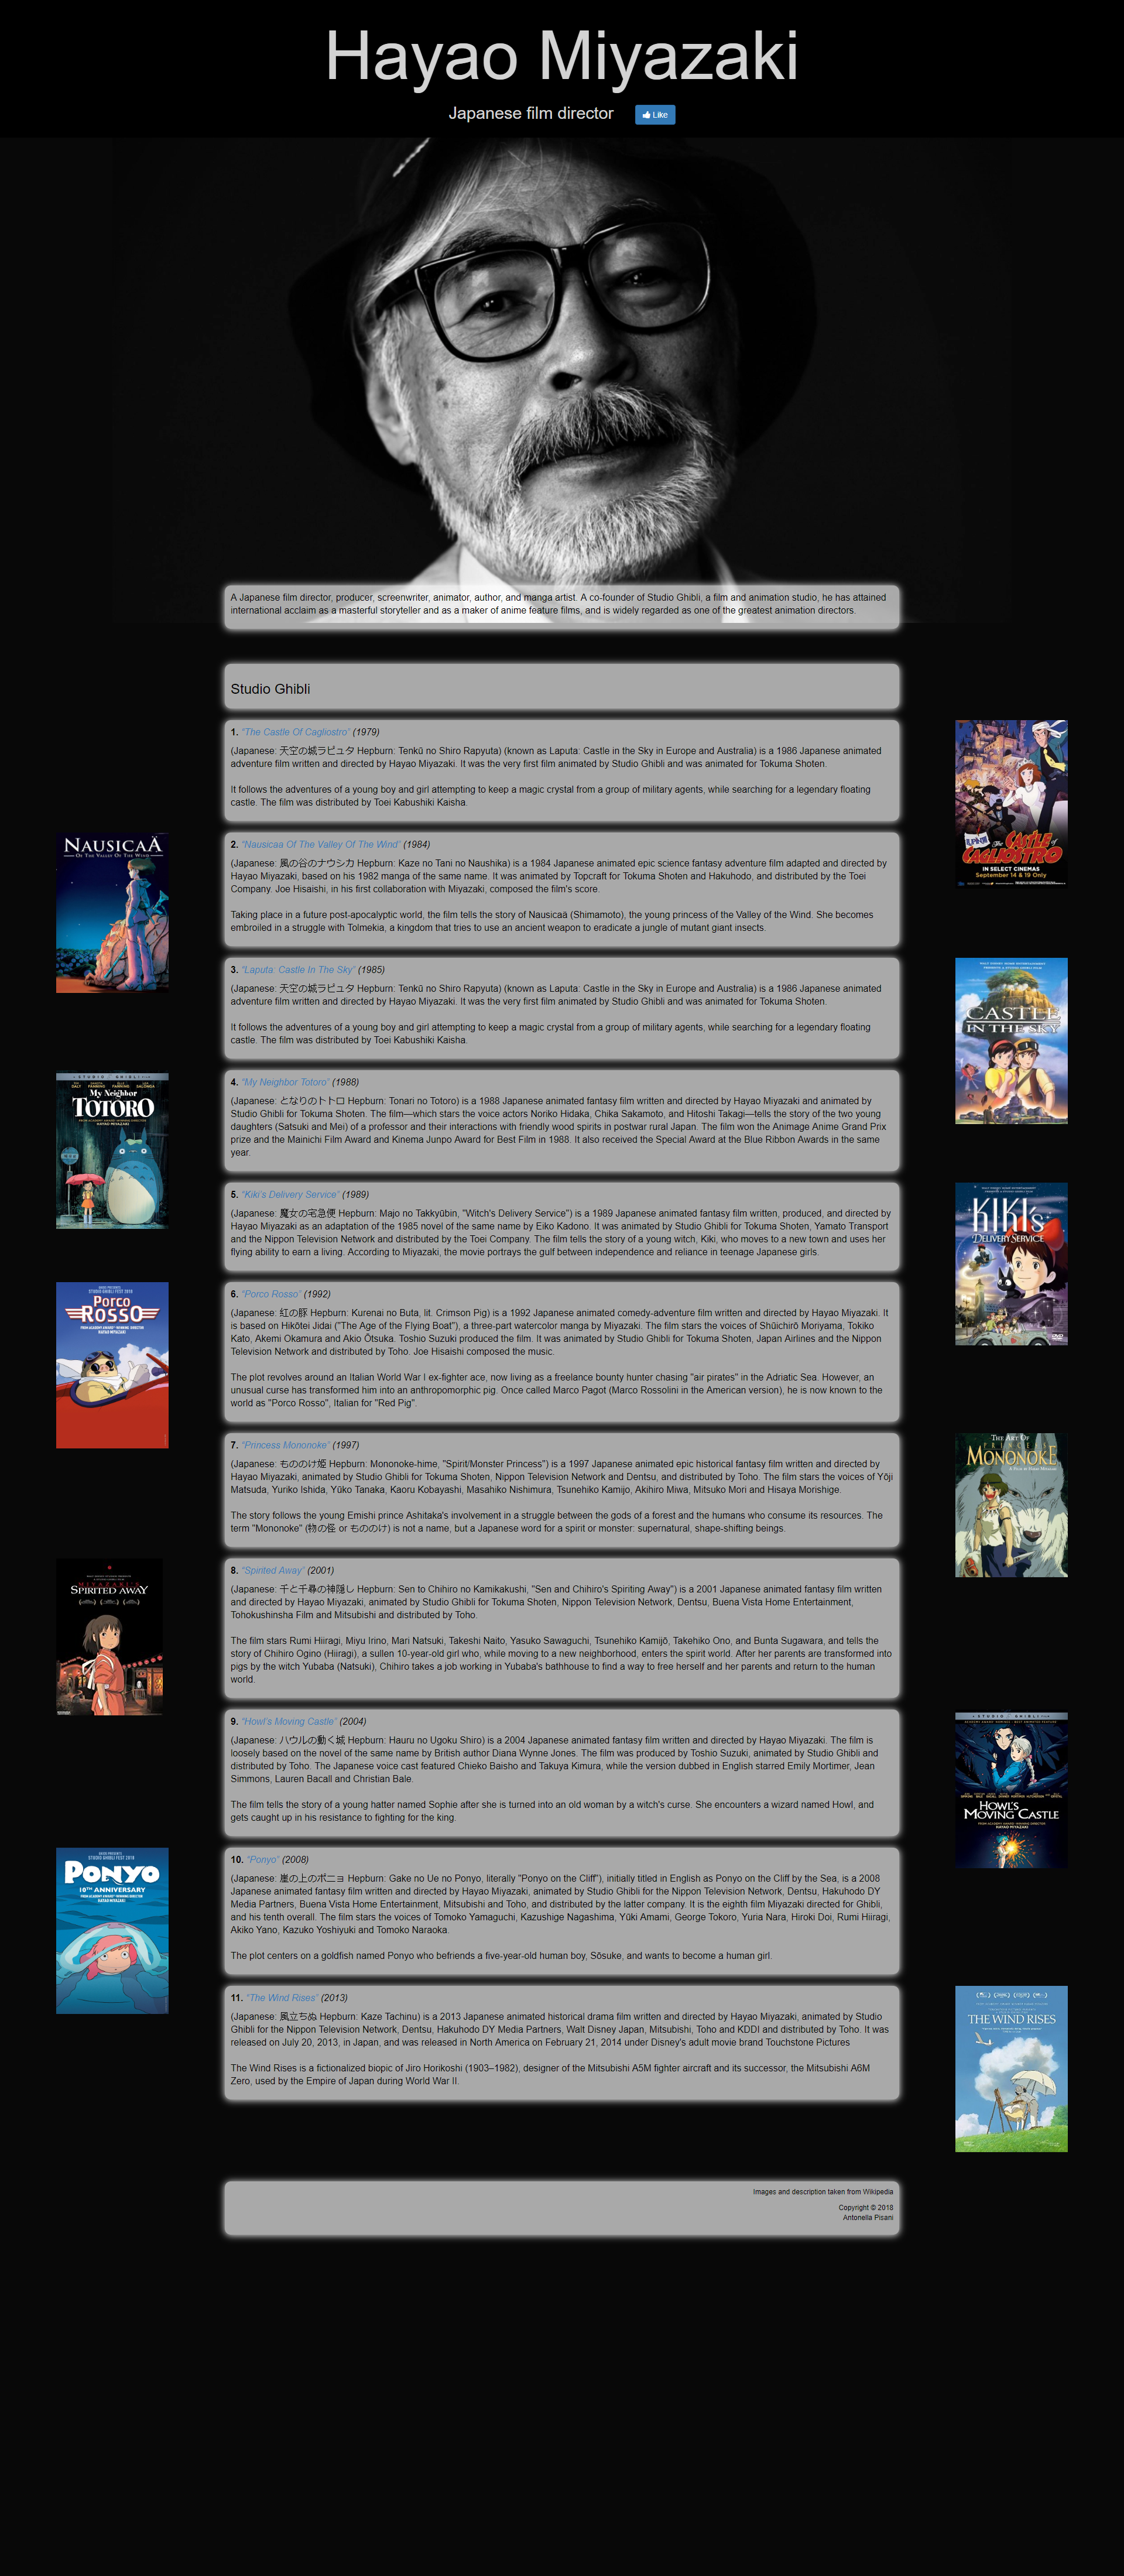 Hayao Miyazaki
Japanese film director
Like
A Japanese film director, producer, screenwriter, animator, author, and manga artist. A co-founder of Studio Ghibli, a film and animation studio, he has attained
international acclaim as a masterful storyteller and as a maker of anime feature films, and is widely regarded as one of the greatest animation directors.
Studio Ghibli
1. "The Castle Of Cagliostro" (1979)
(Japanese: 天空の城ラピュタ Hepburn: Tenkū no Shiro Rapyuta) (known as Laputa: Castle in the Sky in Europe and Australia) is a 1986 Japanese animated
adventure film written and directed by Hayao Miyazaki. It was the very first film animated by Studio Ghibli and was animated for Tokuma Shoten.
It follows the adventures of a young boy and girl attempting to keep a magic crystal from a group of military agents, while searching for a legendary floating
castle. The film was distributed by Toei Kabushiki Kaisha.
The CASTLE of
CAGLIOSTRO
IN SELECT CINEMAS
September 14 & 19 Only
NAUSICAÄ
OF THE VALLEY OF THE WIND
2. "Nausicaa Of The Valley Of The Wind" (1984)
(Japanese: 風の谷のナウシカ Hepburn: Kaze no Tani no Naushika) is a 1984 Japanese animated epic science fantasy adventure film adapted and directed by
Hayao Miyazaki, based on his 1982 manga of the same name. It was animated by Topcraft for Tokuma Shoten and Hakuhodo, and distributed by the Toei
Company. Joe Hisaishi, in his first collaboration with Miyazaki, composed the film's score.
Taking place in a future post-apocalyptic world, the film tells the story of Nausicaä (Shimamoto), the young princess of the Valley of the Wind. She becomes
embroiled in a struggle with Tolmekia, a kingdom that tries to use an ancient weapon to eradicate a jungle of mutant giant insects.
3. "Laputa: Castle In The Sky" (1985)
(Japanese: 天空の城ラピュタ Hepburn: Tenkū no Shiro Rapyuta) (known as Laputa: Castle in the Sky in Europe and Australia) is a 1986 Japanese animated
adventure film written and directed by Hayao Miyazaki. It was the very first film animated by Studio Ghibli and was animated for Tokuma Shoten.
It follows the adventures of a young boy and girl attempting to keep a magic crystal from a group of military agents, while searching for a legendary floating
castle. The film was distributed by Toei Kabushiki Kaisha.
CASTLE
IN THE SKY
My Neighbor
TOTORO
4. "My Neighbor Totoro" (1988)
(Japanese: となりのトトロ Hepburn: Tonari no Totoro) is a 1988 Japanese animated fantasy film written and directed by Hayao Miyazaki and animated by
Studio Ghibli for Tokuma Shoten. The film—which stars the voice actors Noriko Hidaka, Chika Sakamoto, and Hitoshi Takagi—tells the story of the two young
daughters (Satsuki and Mei) of a professor and their interactions with friendly wood spirits in postwar rural Japan. The film won the Animage Anime Grand Prix
prize and the Mainichi Film Award and Kinema Junpo Award for Best Film in 1988. It also received the Special Award at the Blue Ribbon Awards in the same
year.
5. "Kiki's Delivery Service" (1989)
(Japanese: 魔女の宅急便 Hepburn: Majo no Takkyūbin, "Witch's Delivery Service") is a 1989 Japanese animated fantasy film written, produced, and directed by
Hayao Miyazaki as an adaptation of the 1985 novel of the same name by Eiko Kadono. It was animated by Studio Ghibli for Tokuma Shoten, Yamato Transport
and the Nippon Television Network and distributed by the Toei Company. The film tells the story of a young witch, Kiki, who moves to a new town and uses her
flying ability to earn a living. According to Miyazaki, the movie portrays the gulf between independence and reliance in teenage Japanese girls.
KIKI's
DELIVERY SERVICE
Porco
ROSSO
6. "Porco Rosso" (1992)
(Japanese: 紅の豚 Hepburn: Kurenai no Buta, lit. Crimson Pig) is a 1992 Japanese animated comedy-adventure film written and directed by Hayao Miyazaki. It
is based on Hikōtei Jidai ("The Age of the Flying Boat"), a three-part watercolor manga by Miyazaki. The film stars the voices of Shūichirō Moriyama, Tokiko
Kato, Akemi Okamura and Akio Ōtsuka. Toshio Suzuki produced the film. It was animated by Studio Ghibli for Tokuma Shoten, Japan Airlines and the Nippon
Television Network and distributed by Toho. Joe Hisaishi composed the music.
The plot revolves around an Italian World War I ex-fighter ace, now living as a freelance bounty hunter chasing "air pirates" in the Adriatic Sea. However, an
unusual curse has transformed him into an anthropomorphic pig. Once called Marco Pagot (Marco Rossolini in the American version), he is now known to the
world as "Porco Rosso", Italian for "Red Pig".
7. "Princess Mononoke" (1997)
(Japanese: もののけ姫 Hepburn: Mononoke-hime, "Spirit/Monster Princess") is a 1997 Japanese animated epic historical fantasy film written and directed by
Hayao Miyazaki, animated by Studio Ghibli for Tokuma Shoten, Nippon Television Network and Dentsu, and distributed by Toho. The film stars the voices of Yōji
Matsuda, Yuriko Ishida, Yūko Tanaka, Kaoru Kobayashi, Masahiko Nishimura, Tsunehiko Kamijo, Akihiro Miwa, Mitsuko Mori and Hisaya Morishige.
The story follows the young Emishi prince Ashitaka's involvement in a struggle between the gods of a forest and the humans who consume its resources. The
term "Mononoke" (物の怪 or もののけ) is not a name, but a Japanese word for a spirit or monster: supernatural, shape-shifting beings.
THE ART OF
PRINCESS
MONONOKE
MIYAZAKI'S
SPIRITED AWAY
8. "Spirited Away" (2001)
(Japanese: 千と千尋の神隠し Hepburn: Sen to Chihiro no Kamikakushi, "Sen and Chihiro's Spiriting Away") is a 2001 Japanese animated fantasy film written
and directed by Hayao Miyazaki, animated by Studio Ghibli for Tokuma Shoten, Nippon Television Network, Dentsu, Buena Vista Home Entertainment,
Tohokushinsha Film and Mitsubishi and distributed by Toho.
The film stars Rumi Hiiragi, Miyu Irino, Mari Natsuki, Takeshi Naito, Yasuko Sawaguchi, Tsunehiko Kamijō, Takehiko Ono, and Bunta Sugawara, and tells the
story of Chihiro Ogino (Hiiragi), a sullen 10-year-old girl who, while moving to a new neighborhood, enters the spirit world. After her parents are transformed into
pigs by the witch Yubaba (Natsuki), Chihiro takes a job working in Yubaba's bathhouse to find a way to free herself and her parents and return to the human
world.
9. "Howl's Moving Castle" (2004)
(Japanese: ハウルの動く城 Hepburn: Hauru no Ugoku Shiro) is a 2004 Japanese animated fantasy film written and directed by Hayao Miyazaki. The film is
loosely based on the novel of the same name by British author Diana Wynne Jones. The film was produced by Toshio Suzuki, animated by Studio Ghibli and
distributed by Toho. The Japanese voice cast featured Chieko Baisho and Takuya Kimura, while the version dubbed in English starred Emily Mortimer, Jean
Simmons, Lauren Bacall and Christian Bale.
The film tells the story of a young hatter named Sophie after she is turned into an old woman by a witch's curse. She encounters a wizard named Howl, and
gets caught up in his resistance to fighting for the king.
HOWL'S
MOVING CASTLE
PONYO
10TH ANNIVERSARY
10. "Ponyo" (2008)
(Japanese: 崖の上のポニョ Hepburn: Gake no Ue no Ponyo, literally "Ponyo on the Cliff"), initially titled in English as Ponyo on the Cliff by the Sea, is a 2008
Japanese animated fantasy film written and directed by Hayao Miyazaki, animated by Studio Ghibli for the Nippon Television Network, Dentsu, Hakuhodo DY
Media Partners, Buena Vista Home Entertainment, Mitsubishi and Toho, and distributed by the latter company. It is the eighth film Miyazaki directed for Ghibli,
and his tenth overall. The film stars the voices of Tomoko Yamaguchi, Kazushige Nagashima, Yūki Amami, George Tokoro, Yuria Nara, Hiroki Doi, Rumi Hiiragi,
Akiko Yano, Kazuko Yoshiyuki and Tomoko Naraoka.
The plot centers on a goldfish named Ponyo who befriends a five-year-old human boy, Sōsuke, and wants to become a human girl.
11. "The Wind Rises" (2013)
(Japanese: 風立ちぬ Hepburn: Kaze Tachinu) is a 2013 Japanese animated historical drama film written and directed by Hayao Miyazaki, animated by Studio
Ghibli for the Nippon Television Network, Dentsu, Hakuhodo DY Media Partners, Walt Disney Japan, Mitsubishi, Toho and KDDI and distributed by Toho. It was
released on July 20, 2013, in Japan, and was released in North America on February 21, 2014 under Disney's adult movie brand Touchstone Pictures
The Wind Rises is a fictionalized biopic of Jiro Horikoshi (1903–1982), designer of the Mitsubishi A5M fighter aircraft and its successor, the Mitsubishi A6M
Zero, used by the Empire of Japan during World War II.
THE WIND RISES
Images and description taken from Wikipedia
Copyright © 2018
Antonella Pisani